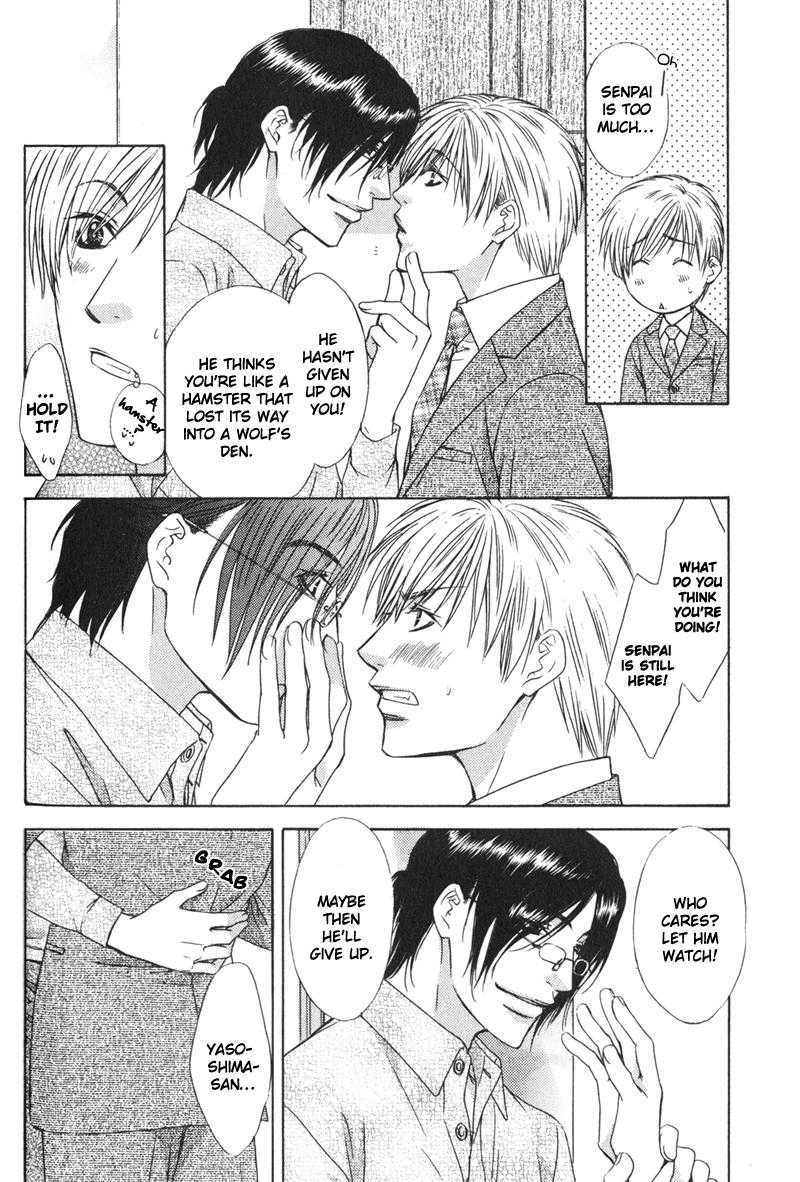 Oh
SENPAI
IS TOO
MUCH...
HE
HASN'T
GIVEN
UP ON
YOU!
HE THINKS
YOU'RE LIKE A
HAMSTER THAT
LOST ITS WAY
INTO A WOLF'S
DEN.
A
hamster?
...
HOLD
IT!
WHAT
DO YOU
THINK
YOU'RE
DOING!
SENPAI
IS STILL
HERE!
WHO
CARES?
LET HIM
WATCH!
MAYBE
THEN
HE'LL
GIVE UP.
GRAB
YASO-
SHIMA-
SAN...